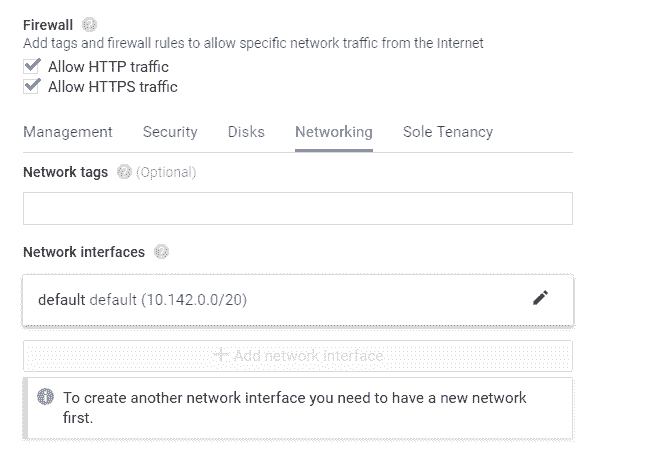 Firewall
Add tags and firewall rules to allow specific network traffic from the Internet
Allow HTTP traffic
Allow HTTPS traffic
Management Security Disks Networking Sole Tenancy
Network tags (Optional)
Network interfaces
default default (10.142.0.0/20)
+ Add network interface
To create another network interface you need to have a new network
first.